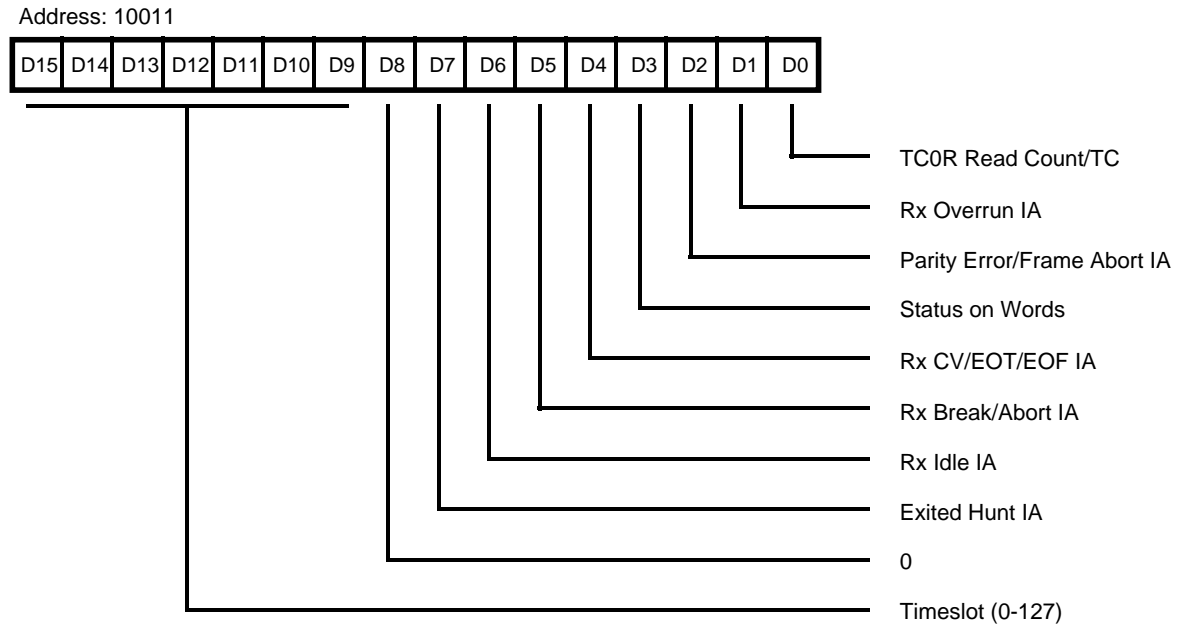 Address: 10011
D15 D14 D13 D12 D11 D10 D9 D8 D7 D6 D5 D4 D3 D2 D1 D0
TC0R Read Count/TC
Rx Overrun IA
Parity Error/Frame Abort IA
Status on Words
Rx CV/EOT/EOF IA
Rx Break/Abort IA
Rx Idle IA
Exited Hunt IA
0
Timeslot (0-127)